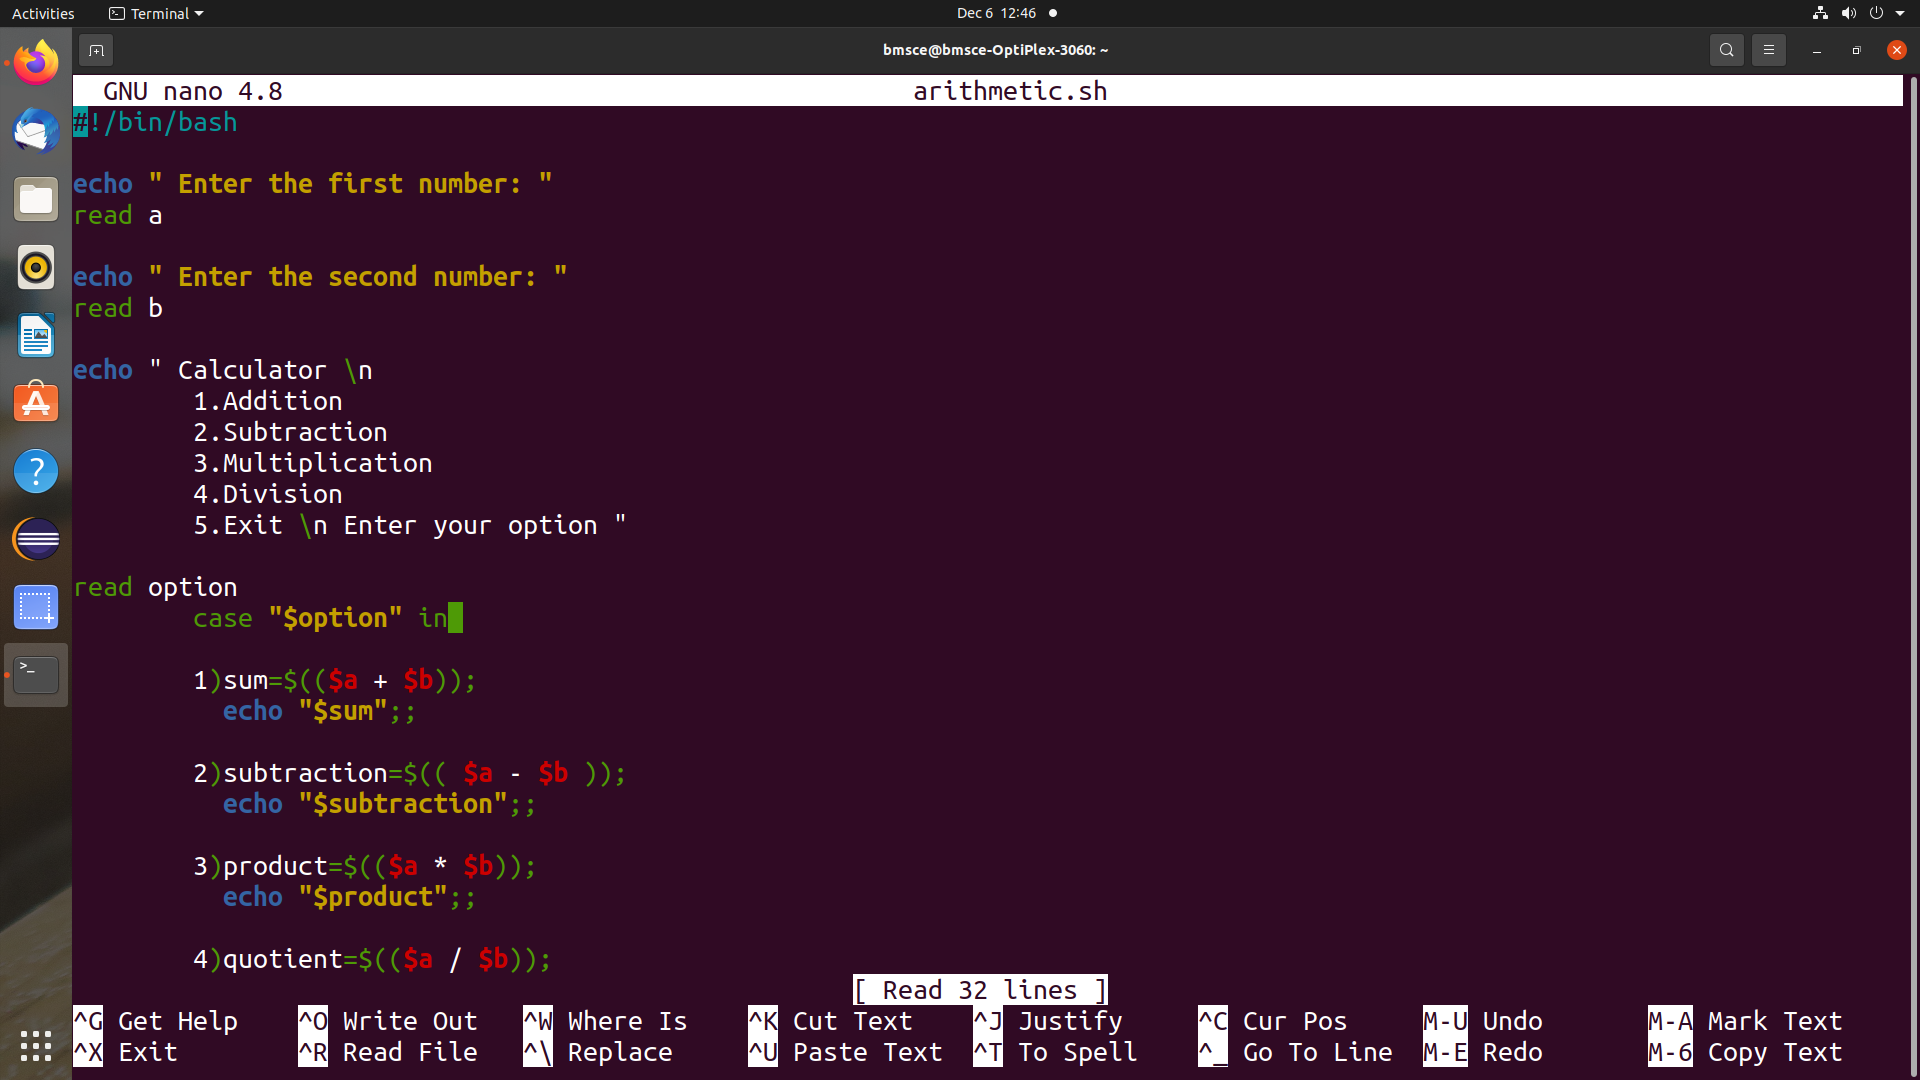 Activities Terminal Dec 6 12:46
bmsce@bmsce-OptiPlex-3060: ~
GNU nano 4.8 arithmetic.sh
#!/bin/bash
echo " Enter the first number: "
read a
echo " Enter the second number: "
read b
echo " Calculator \n
1.Addition
2.Subtraction
3.Multiplication
4.Division
5.Exit \n Enter your option "
read option
case "$option" in
1)sum=$(($a + $b));
echo "$sum";;
2)subtraction=$(( $a - $b ));
echo "$subtraction";;
3)product=$(($a * $b));
echo "$product";;
4)quotient=$(($a / $b));
[ Read 32 lines ]
^G Get Help ^O Write Out ^W Where Is ^K Cut Text ^J Justify ^C Cur Pos M-U Undo M-A Mark Text
^X Exit ^R Read File ^\ Replace ^U Paste Text ^T To Spell ^_ Go To Line M-E Redo M-6 Copy Text